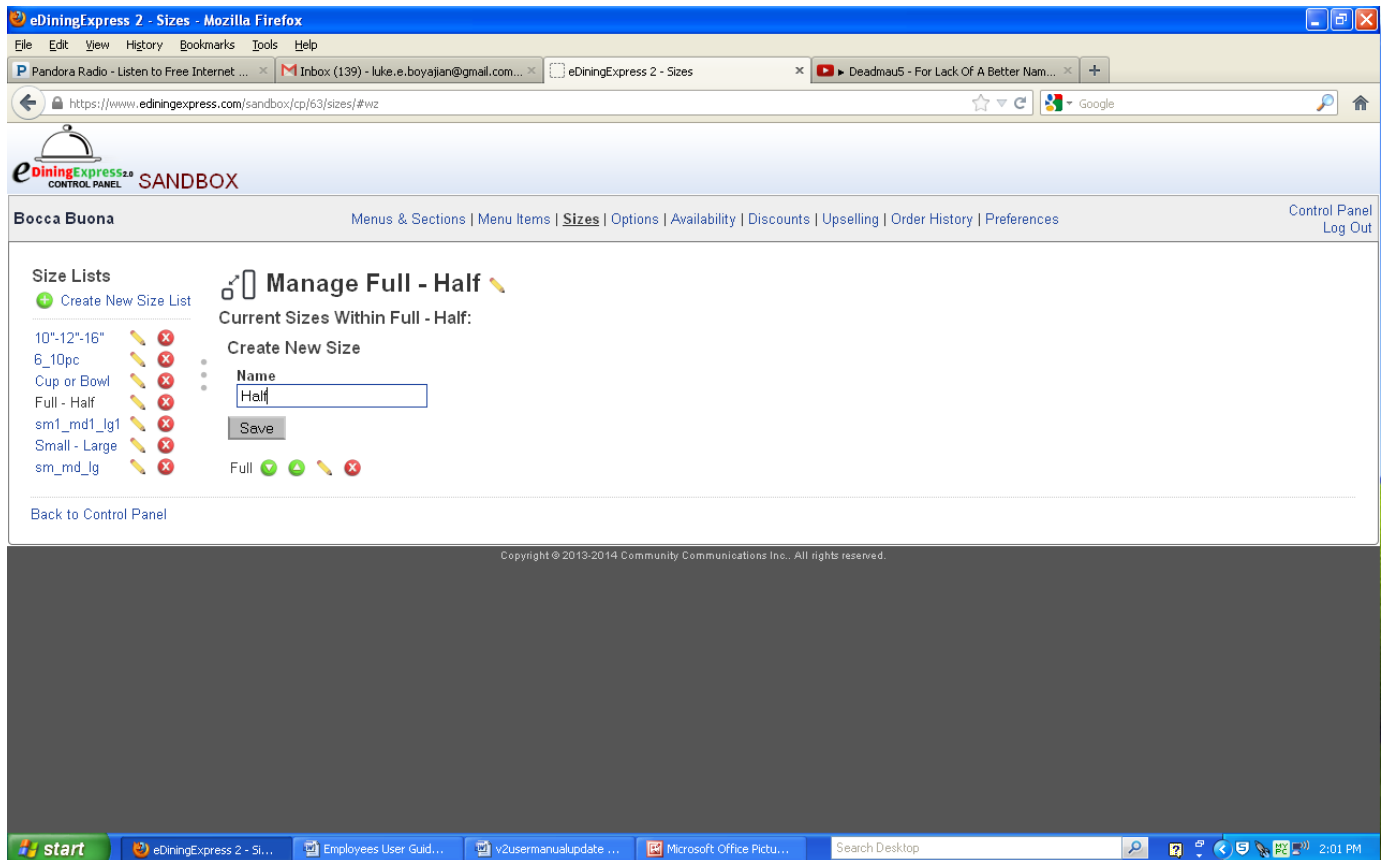 eDiningExpress 2 - Sizes - Mozilla Firefox
File Edit View History Bookmarks Tools Help
P Pandora Radio - Listen to Free Internet ... Inbox (139) - luke.e.boyajian@gmail.com... eDiningExpress 2 - Sizes Deadmau5 - For Lack Of A Better Nam...
https://www.ediningexpress.com/sandbox/cp/63/sizes/#wz Google
eDiningExpress 2.0
CONTROL PANEL SANDBOX
Bocca Buona Menus & Sections | Menu Items | Sizes | Options | Availability | Discounts | Upselling | Order History | Preferences Control Panel
Log Out
Size Lists
Create New Size List
10"-12"-16"
6_10pc
Cup or Bowl
Full - Half
sm1_md1_lg1
Small - Large
sm_md_lg
Manage Full - Half
Current Sizes Within Full - Half:
Create New Size
Name
Half
Save
Full
Back to Control Panel
Copyright © 2013-2014 Community Communications Inc.. All rights reserved.
start eDiningExpress 2 - Si... Employees User Guid... v2usermanualupdate ... Microsoft Office Pictu... Search Desktop 2:01 PM